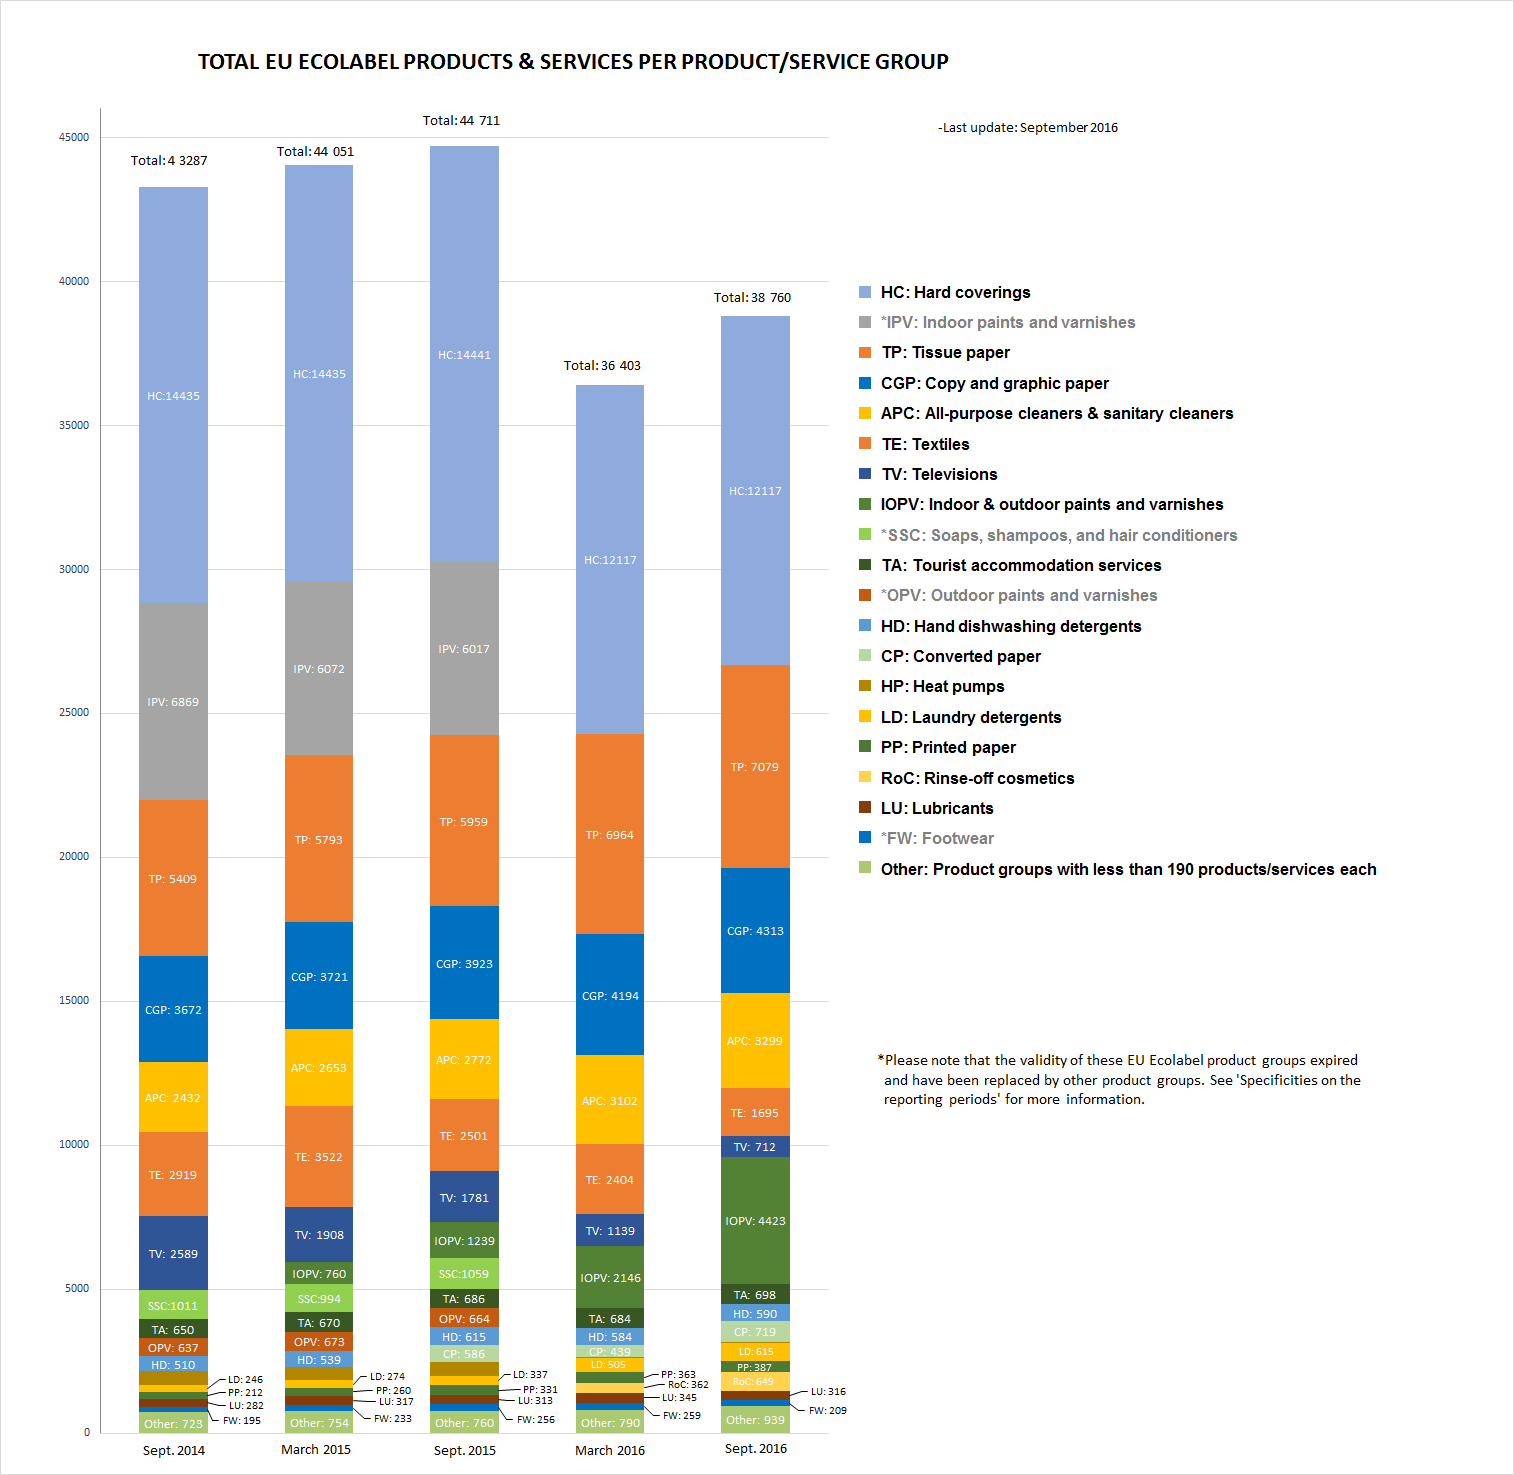 TOTAL EU ECOLABEL PRODUCTS & SERVICES PER PRODUCT/SERVICE GROUP
-Last update: September 2016
45000
40000
35000
30000
25000
20000
15000
10000
5000
0
Total: 4 3287
HC:14435
IPV: 6869
TP: 5409
CGP: 3672
APC: 2432
TE: 2919
TV: 2589
SSC:1011
TA: 650
OPV: 637
HD: 510
LD: 246
PP: 212
LU: 282
FW: 195
Other: 723
Sept. 2014
Total: 44 051
HC:14435
IPV: 6072
TP: 5793
CGP: 3721
APC: 2653
TE: 3522
TV: 1908
IOPV: 760
SSC:994
TA: 670
OPV: 673
HD: 539
LD: 274
PP: 260
LU: 317
FW: 233
Other: 754
March 2015
Total: 44 711
HC:14441
IPV: 6017
TP: 5959
CGP: 3923
APC: 2772
TE: 2501
TV: 1781
IOPV: 1239
SSC:1059
TA: 686
OPV: 664
HD: 615
CP: 586
LD: 337
PP: 331
LU: 313
FW: 256
Other: 760
Sept. 2015
Total: 36 403
HC:12117
TP: 6964
CGP: 4194
APC: 3102
TE: 2404
TV: 1139
IOPV: 2146
TA: 684
HD: 584
CP: 439
LD: 505
PP: 363
RoC: 362
LU: 345
FW: 259
Other: 790
March 2016
Total: 38 760
HC:12117
TP: 7079
CGP: 4313
APC: 3299
TE: 1695
TV: 712
IOPV: 4423
TA: 698
HD: 590
CP: 719
LD: 615
PP: 387
RoC: 649
LU: 316
FW: 209
Other: 939
Sept. 2016
HC: Hard coverings
*IPV: Indoor paints and varnishes
TP: Tissue paper
CGP: Copy and graphic paper
APC: All-purpose cleaners & sanitary cleaners
TE: Textiles
TV: Televisions
IOPV: Indoor & outdoor paints and varnishes
*SSC: Soaps, shampoos, and hair conditioners
TA: Tourist accommodation services
*OPV: Outdoor paints and varnishes
HD: Hand dishwashing detergents
CP: Converted paper
HP: Heat pumps
LD: Laundry detergents
PP: Printed paper
RoC: Rinse-off cosmetics
LU: Lubricants
*FW: Footwear
Other: Product groups with less than 190 products/services each
*Please note that the validity of these EU Ecolabel product groups expired
and have been replaced by other product groups. See 'Specificities on the
reporting periods' for more information.